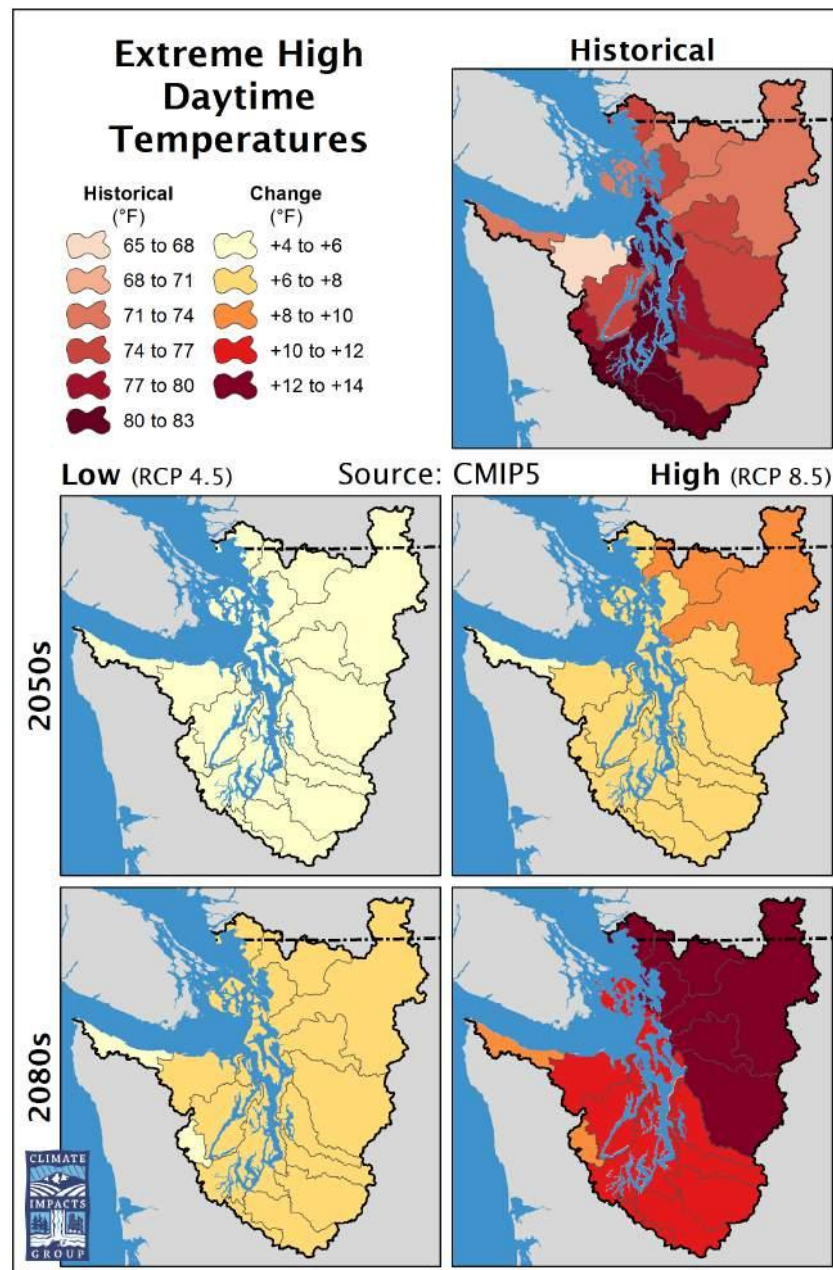 Extreme High
Daytime
Temperatures
Historical
Historical
(°F)
65 to 68
68 to 71
71 to 74
74 to 77
77 to 80
80 to 83
Change
(°F)
+4 to +6
+6 to +8
+8 to +10
+10 to +12
+12 to +14
Low (RCP 4.5)
Source: CMIP5
High (RCP 8.5)
2050s
2080s
CLIMATE
IMPACTS
GROUP